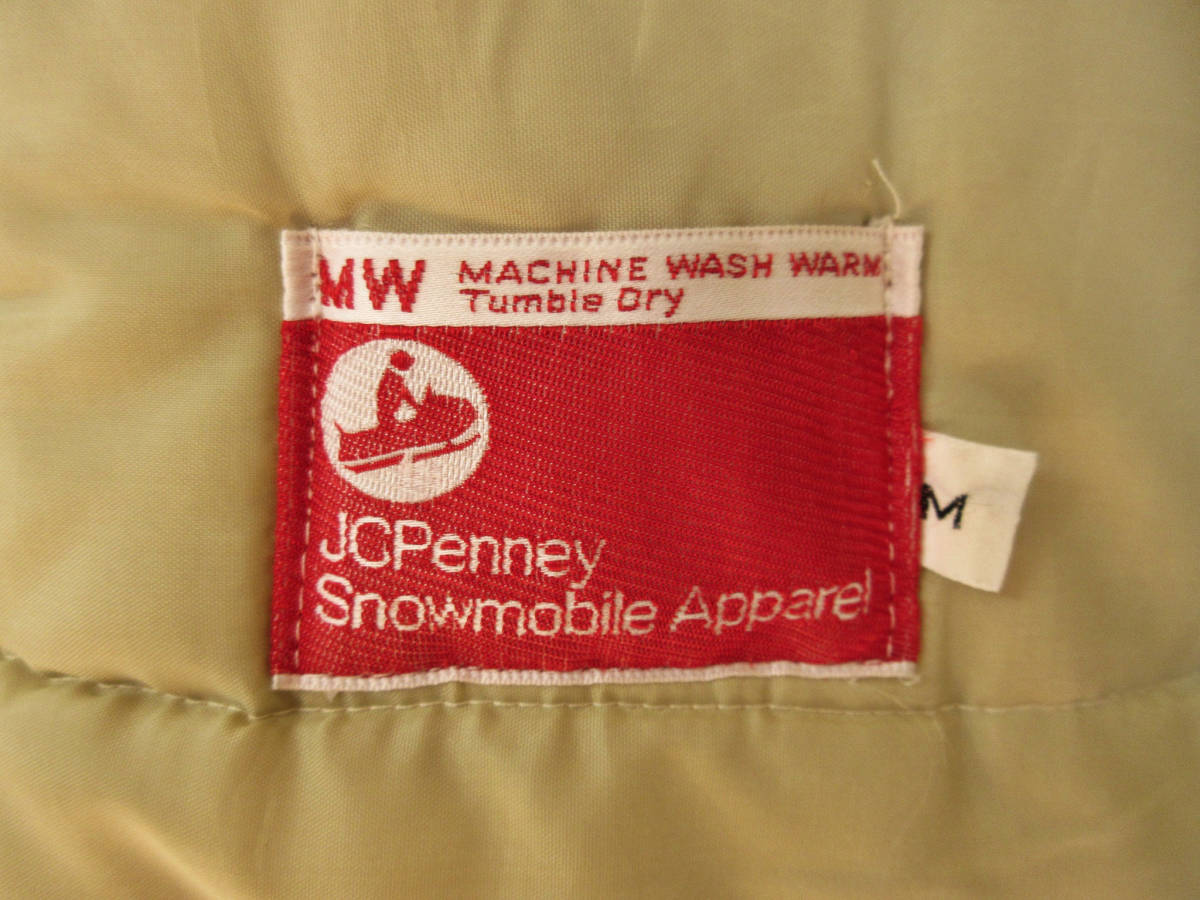 MW MACHINE WASH WARM
Tumble Dry
JCPenney
Snowmobile Apparel
M